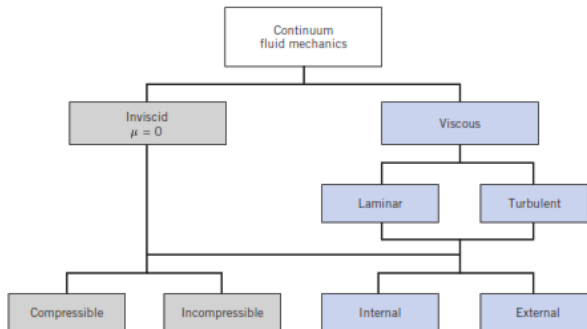 Continuum
fluid mechanics
Inviscid
μ = 0
Viscous
Laminar
Turbulent
Compressible
Incompressible
Internal
External